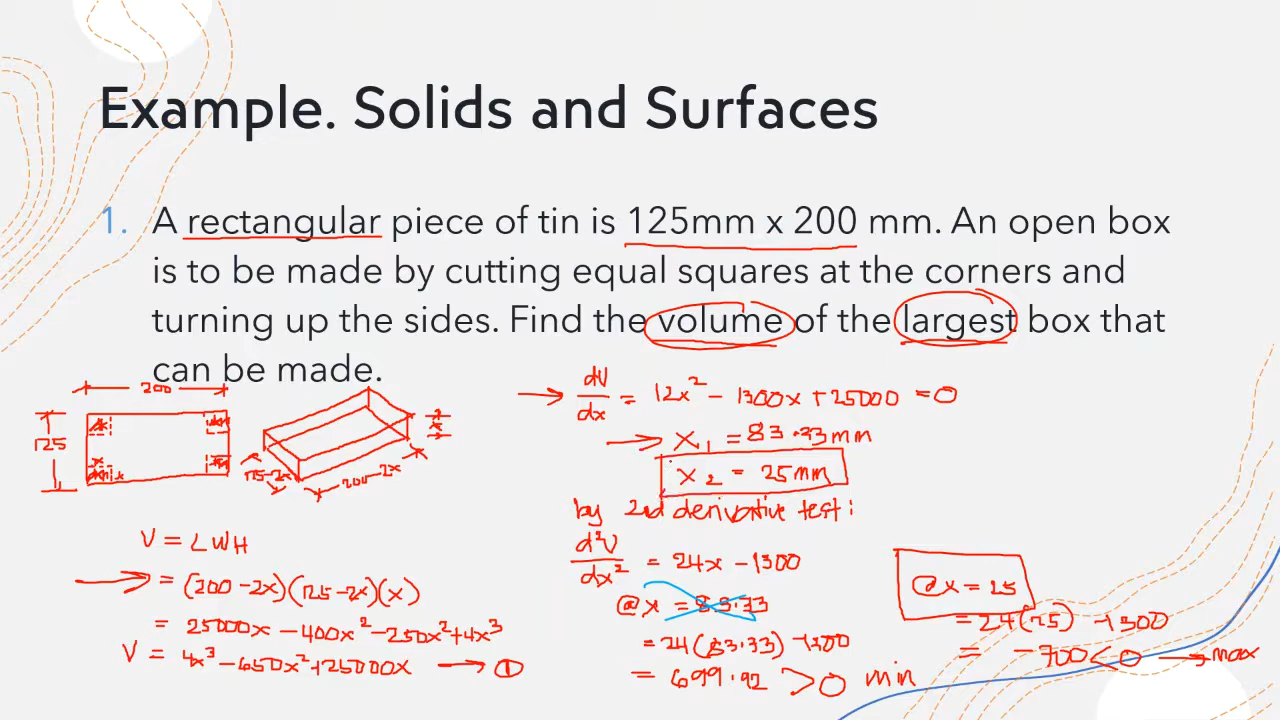 Example. Solids and Surfaces
1. A rectangular piece of tin is 125mm x 200 mm. An open box
is to be made by cutting equal squares at the corners and
turning up the sides. Find the volume of the largest box that
can be made.
200
125
x
x
125-2x
200-2x
x
V = LWH
= (200-2x)(125-2x)(x)
= 25000x - 400x² - 250x² + 4x³
V = 4x³ - 650x² + 25000x → ①
→ dV/dx = 12x² - 1300x + 25000 = 0
→ x₁ = 83.33mm
x₂ = 25mm
by 2nd derivative test:
d²V/dx² = 24x - 1300
@x = 83.33
= 24(83.33) - 1300
= 699.92 > 0 min
@x = 25
= 24(25) - 1300
= -700 < 0 → max